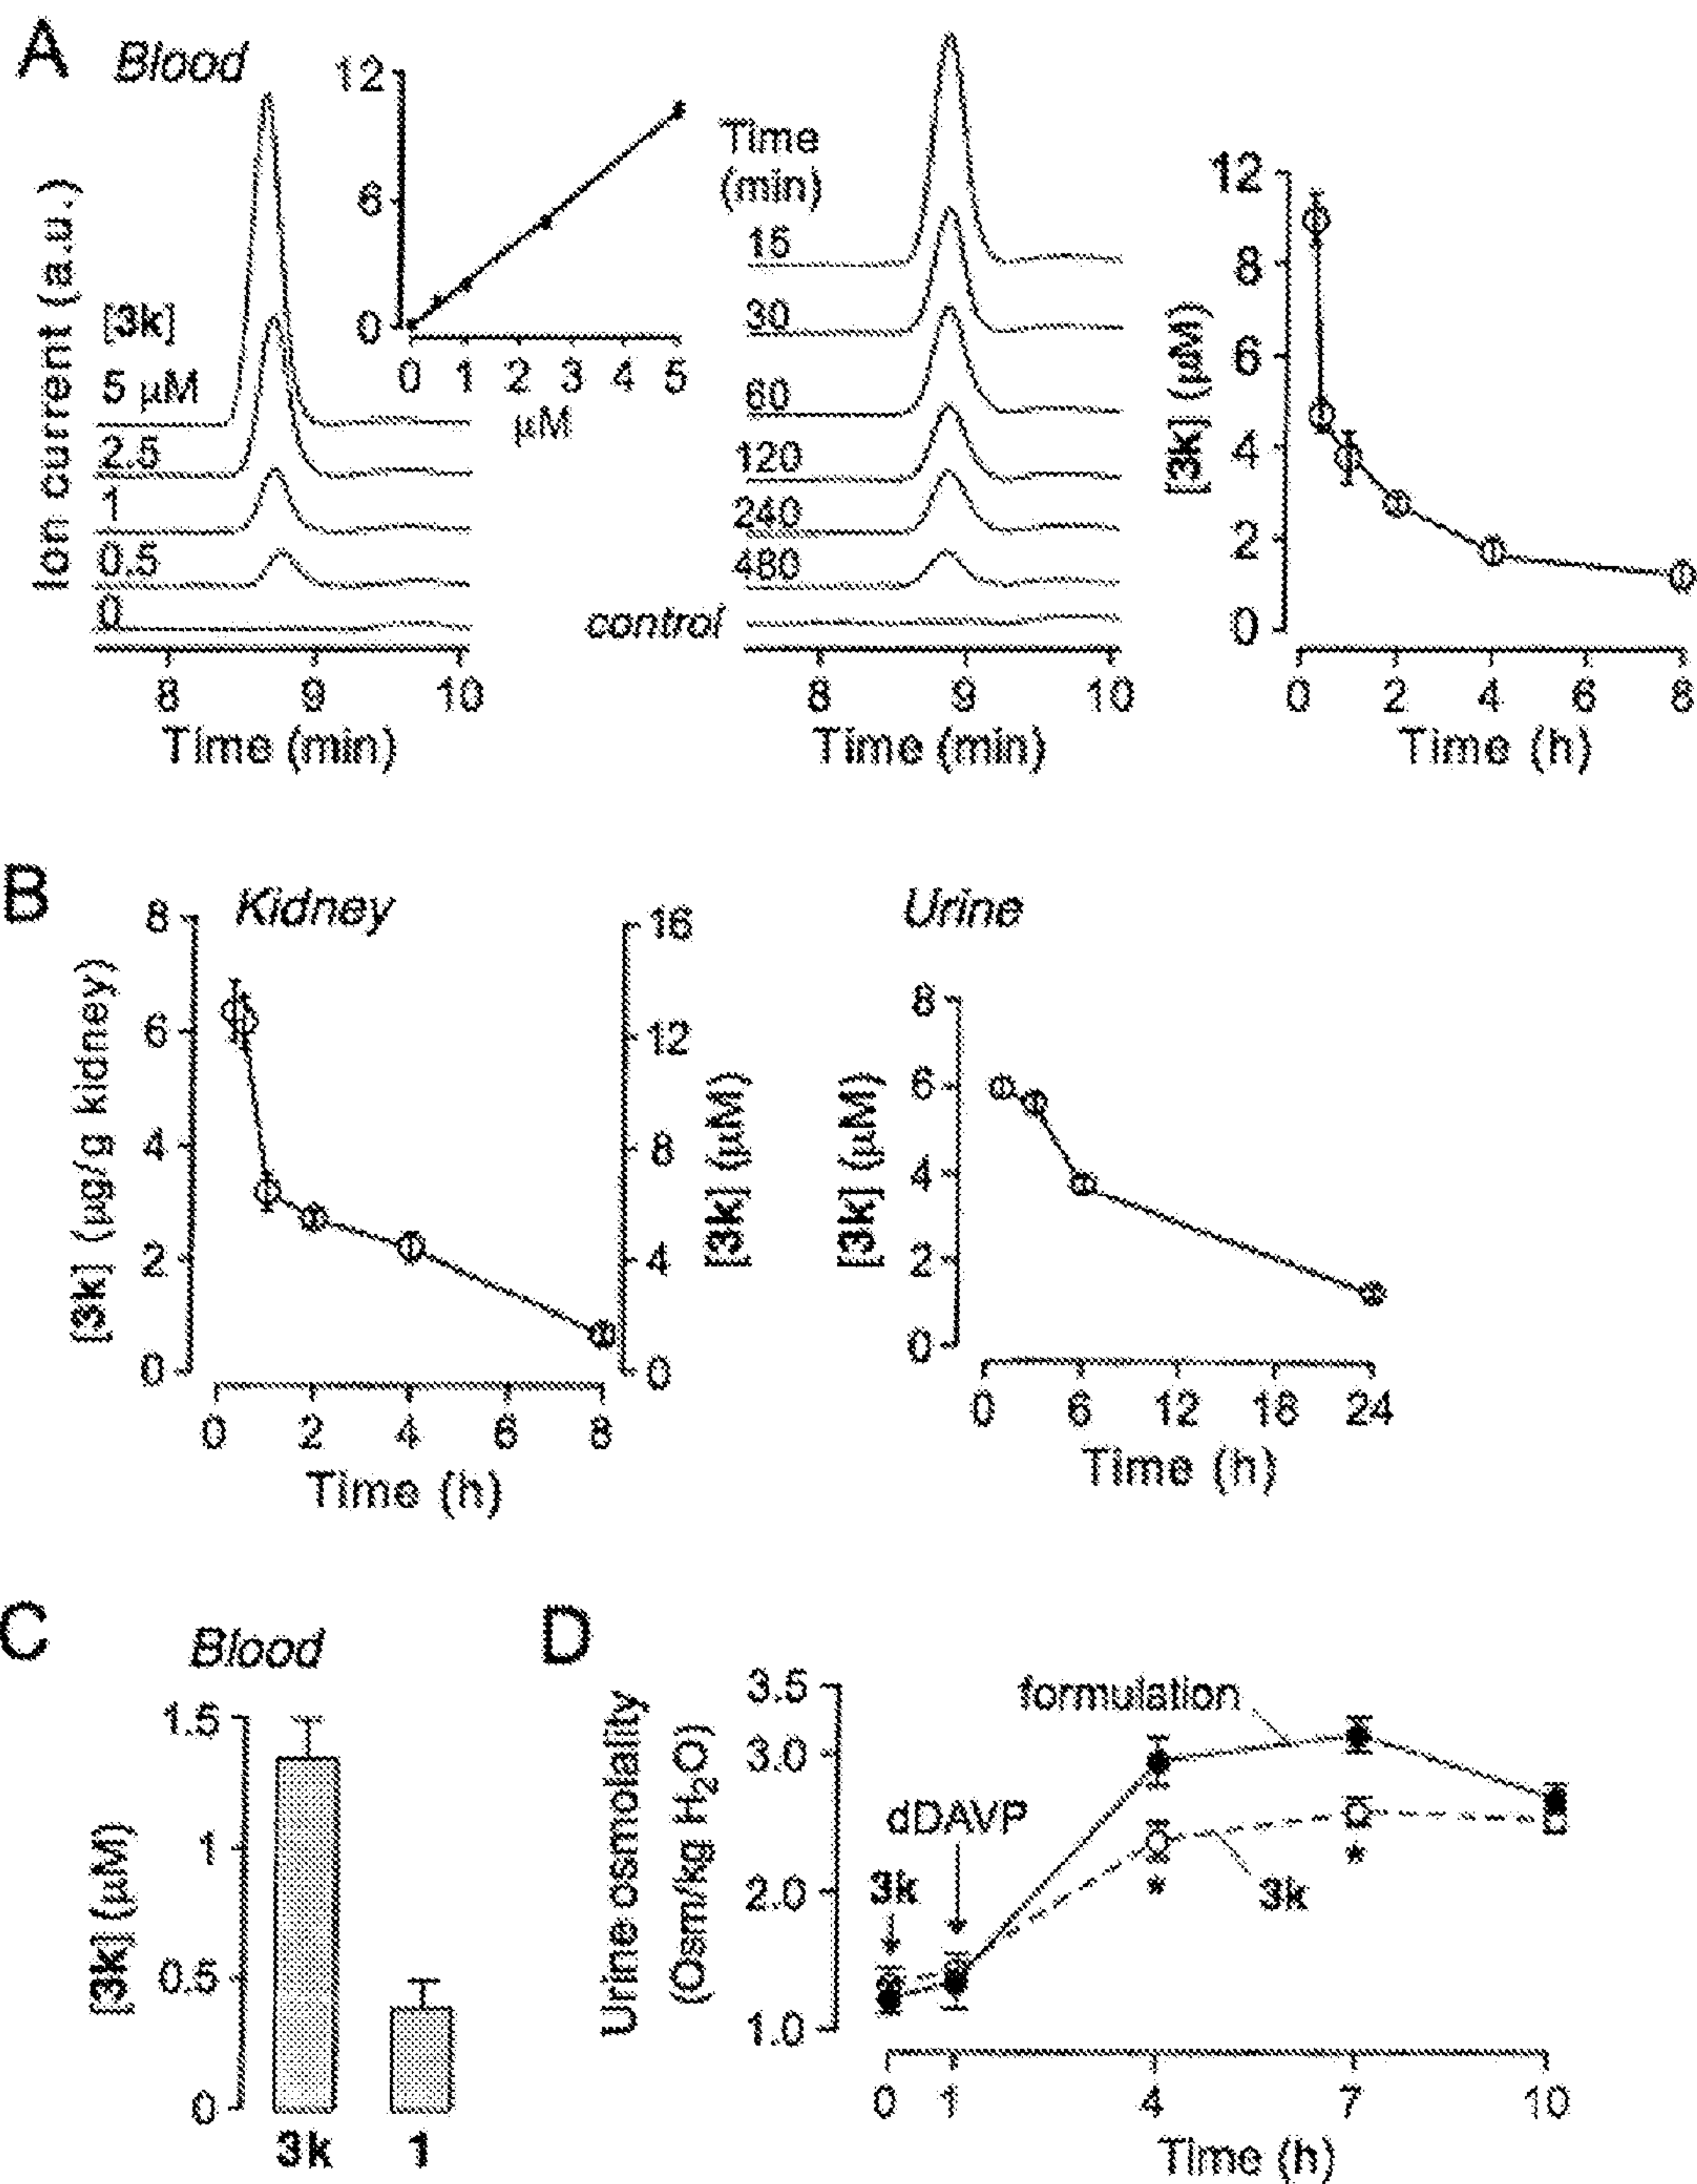 A
Blood
Ion current (a.u.)
[3k]
5 µM
2.5
1
0.5
0
8
9
10
Time (min)
12
6
0
0
1
2
3
4
5
µM
Time
(min)
15
30
60
120
240
480
control
8
9
10
Time (min)
[3k] (µM)
12
8
6
4
2
0
0
2
4
6
8
Time (h)
B
Kidney
[3k] (µg/g kidney)
8
6
4
2
0
0
2
4
6
8
Time (h)
16
12
8
4
0
[3k] (µM)
Urine
[3k] (µM)
8
6
4
2
0
0
6
12
18
24
Time (h)
C
Blood
[3k] (µM)
1.5
1
0.5
0
3k
1
D
Urine osmolality
(Osm/kg H₂O)
3.5
3.0
2.0
1.0
3k
dDAVP
formulation
3k
*
*
0
1
4
7
10
Time (h)